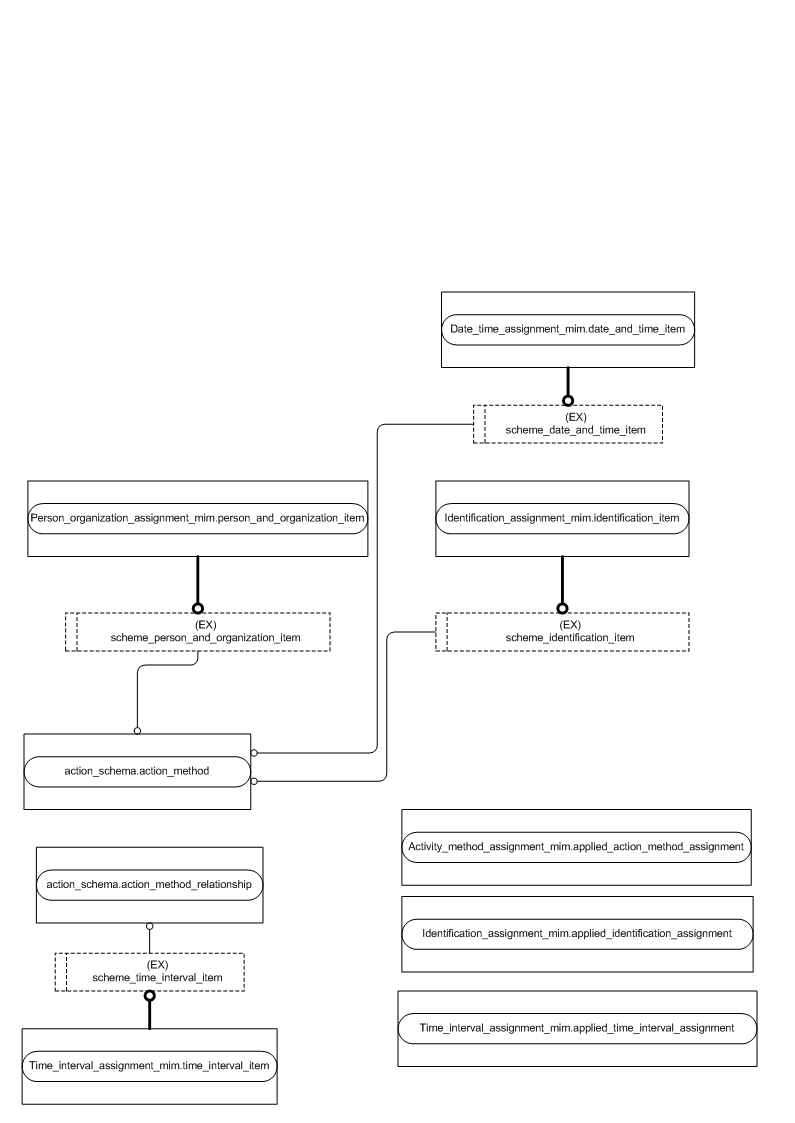 Date_time_assignment_mim.date_and_time_item
(EX)
scheme_date_and_time_item
Person_organization_assignment_mim.person_and_organization_item
Identification_assignment_mim.identification_item
(EX)
scheme_person_and_organization_item
(EX)
scheme_identification_item
action_schema.action_method
Activity_method_assignment_mim.applied_action_method_assignment
action_schema.action_method_relationship
Identification_assignment_mim.applied_identification_assignment
(EX)
scheme_time_interval_item
Time_interval_assignment_mim.applied_time_interval_assignment
Time_interval_assignment_mim.time_interval_item